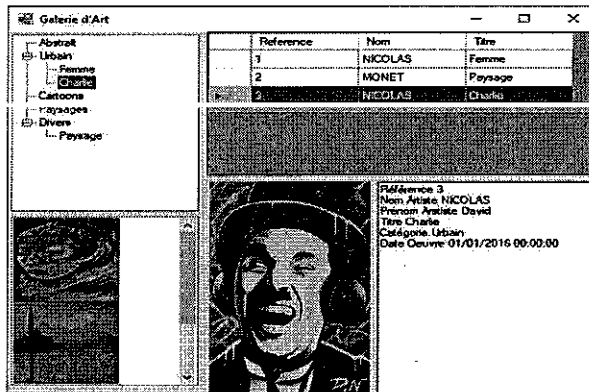 Galerie d'Art
Abstrait
Urbain
Femme
Charlie
Cartoons
Paysages
Divers
Paysage
Reference Nom Titre
1 NICOLAS Femme
2 MONET Paysage
3 NICOLAS Charlie
Référence 3
Nom Artiste NICOLAS
Prénom Artiste David
Titre Charlie
Catégorie Urbain
Date Oeuvre 01/01/2016 00:00:00
DN